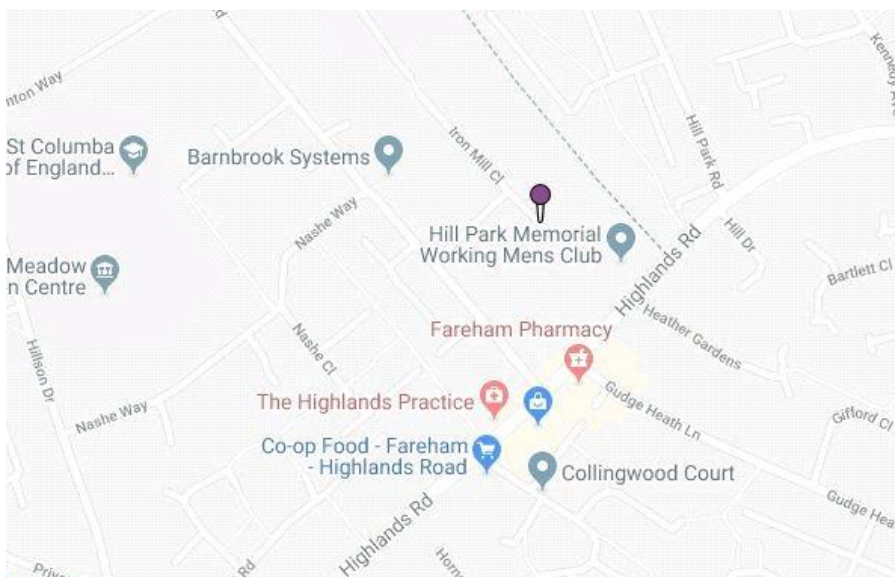 nton Way
St Columba
of England...
Barnbrook Systems
Iron Mill Cl
Hill Park Rd
Kennedy Ave
Nashe Way
Hill Park Memorial
Working Mens Club
Hill Dr
Highlands Rd
Bartlett Cl
Meadow
n Centre
Hillson Dr
Nashe Cl
Fareham Pharmacy
Heather Gardens
The Highlands Practice
Nashe Way
Gudge Heath Ln
Gifford Cl
Co-op Food - Fareham
- Highlands Road
Collingwood Court
Highlands Rd
Gudge Hea
Horn
Rd
Priv